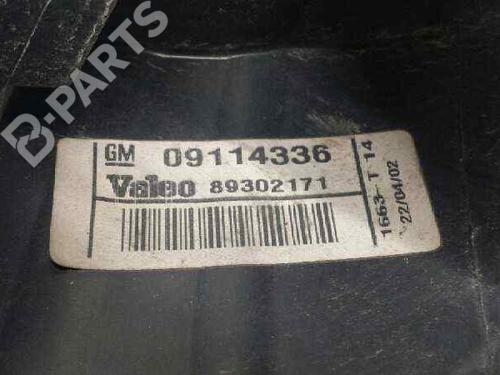 B-PARTS
GM 09114336
Valeo 89302171
1663 T 14
22/04/02